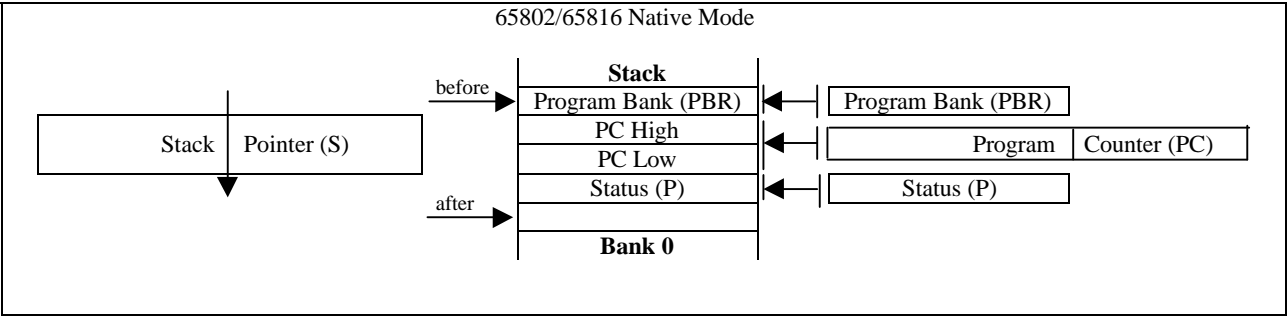 65802/65816 Native Mode
Stack
before
Program Bank (PBR)
Program Bank (PBR)
Stack Pointer (S)
PC High
Program Counter (PC)
PC Low
Status (P)
Status (P)
after
Bank 0